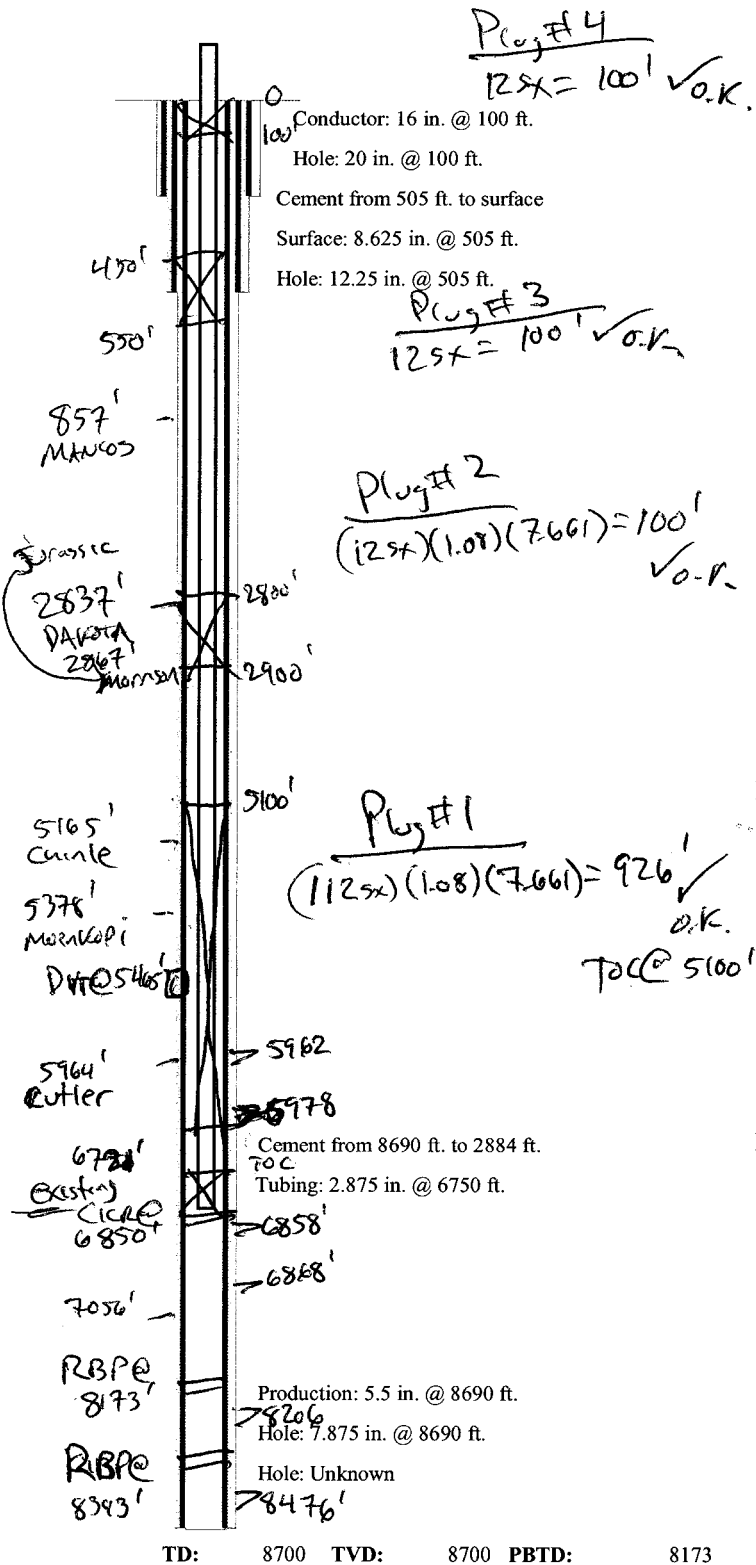 Plug #4
12sx = 100' ✓ O.K.
0
100'
Conductor: 16 in. @ 100 ft.
Hole: 20 in. @ 100 ft.
Cement from 505 ft. to surface
Surface: 8.625 in. @ 505 ft.
Hole: 12.25 in. @ 505 ft.
450'
550'
Plug #3
12sx = 100' ✓ O.K.
857'
MANCOS
Plug #2
(12sx)(1.08)(7.661) = 100'
✓ O.K.
Jurassic
2837'
DAKOTA
2867'
Morrison
2800'
2900'
5100'
Plug #1
(112sx)(1.08)(7.661) = 926' ✓
O.K.
TOC @ 5100'
5165'
Chinle
5378'
Moenkopi
DVT @ 5465'
5962
5964'
Cutler
5978
Cement from 8690 ft. to 2884 ft.
TOC
Tubing: 2.875 in. @ 6750 ft.
Existing
CICR @
6850'
6858'
6868'
7056'
RBP @
8173'
Production: 5.5 in. @ 8690 ft.
8206
Hole: 7.875 in. @ 8690 ft.
RBP @
8393'
Hole: Unknown
8476'
TD: 8700 TVD: 8700 PBTD: 8173